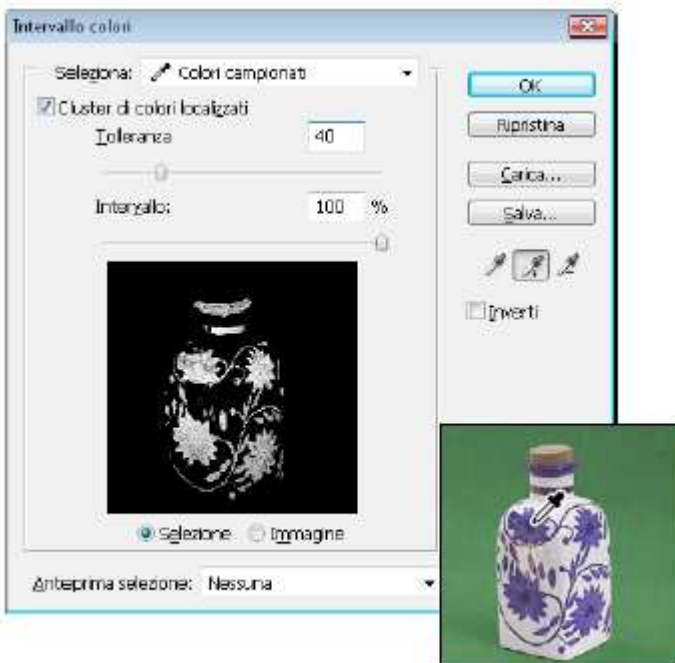 Intervallo colori
Seleziona: Colori campionati
Cluster di colori localizzati
Tolleranza 40
Intervallo: 100 %
Selezione Immagine
Anteprima selezione: Nessuna
OK
Ripristina
Carica...
Salva...
Inverti